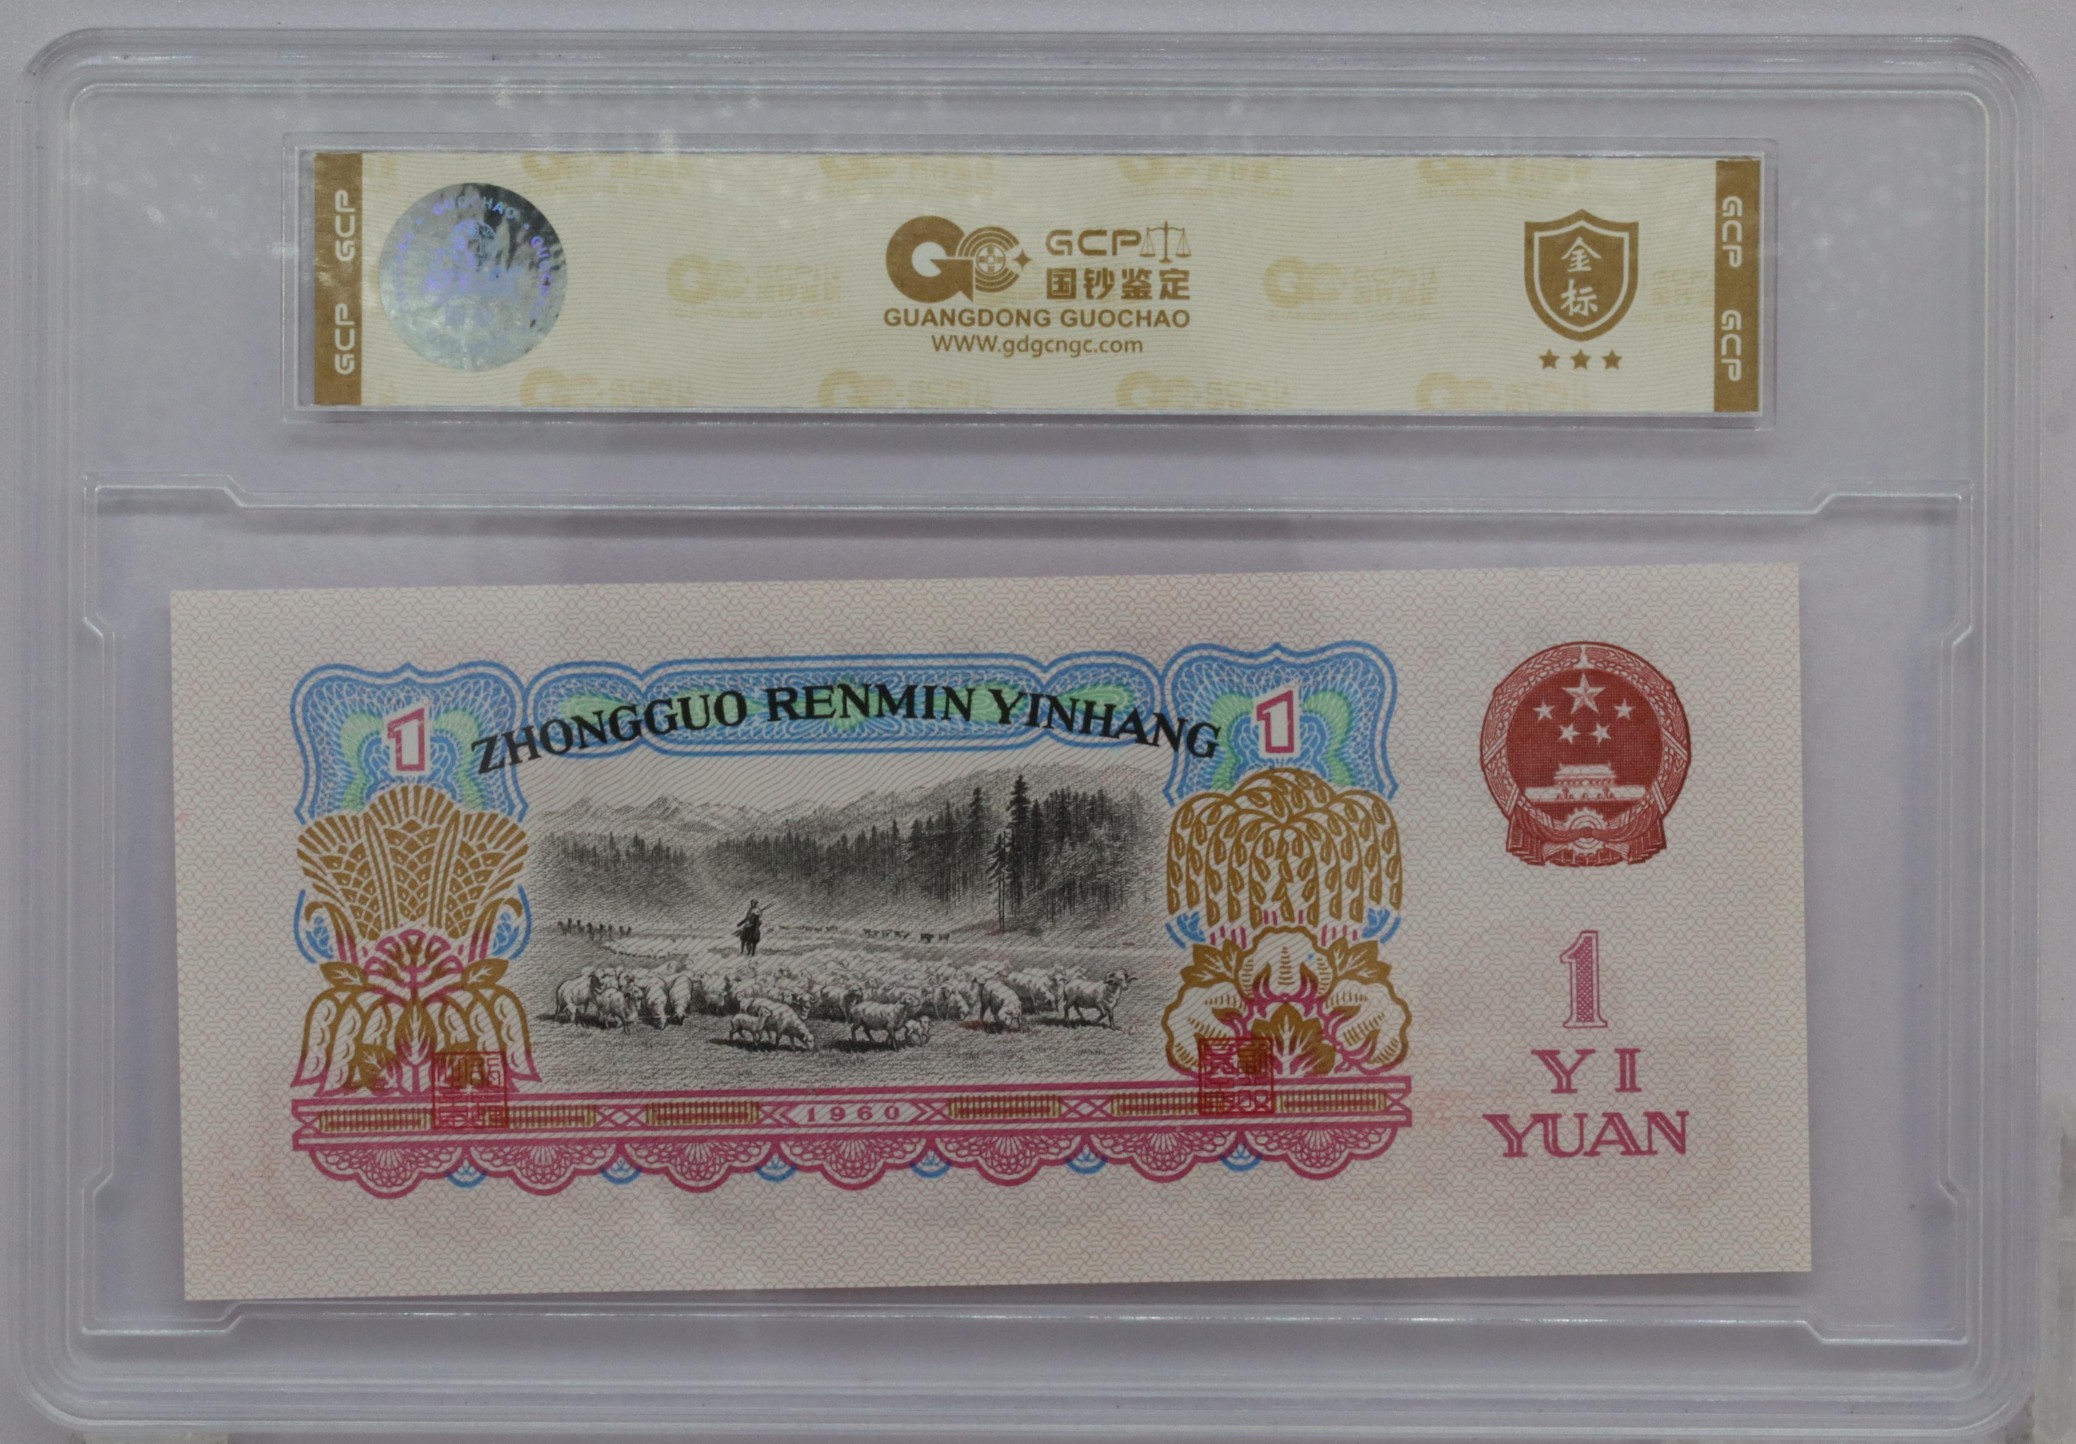 GCP GCP
GUOCHAO
GCP
国钞鉴定
GUANGDONG GUOCHAO
WWW.gdgcngc.com
金
标
GCP GCP
ZHONGGUO RENMIN YINHANG
1
1
1960
1
YI
YUAN